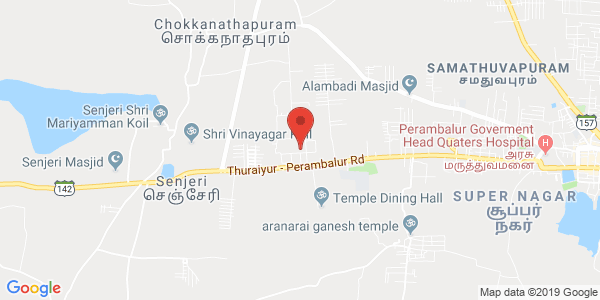 Chokkanathapuram
சொக்கநாதபுரம்
SAMATHUVAPURAM
சமத்துவபுரம்
Alambadi Masjid
Senjeri Shri
Mariyamman Koil
157
Shri Vinayagar
Perambalur Goverment
Head Quaters Hospital
அரசு
மருத்துவமனை
Senjeri Masjid
Thuraiyur - Perambalur Rd
142
Senjeri
செஞ்சேரி
Temple Dining Hall
SUPER NAGAR
சூப்பர்
நகர்
aranarai ganesh temple
Google
Map data ©2019 Google